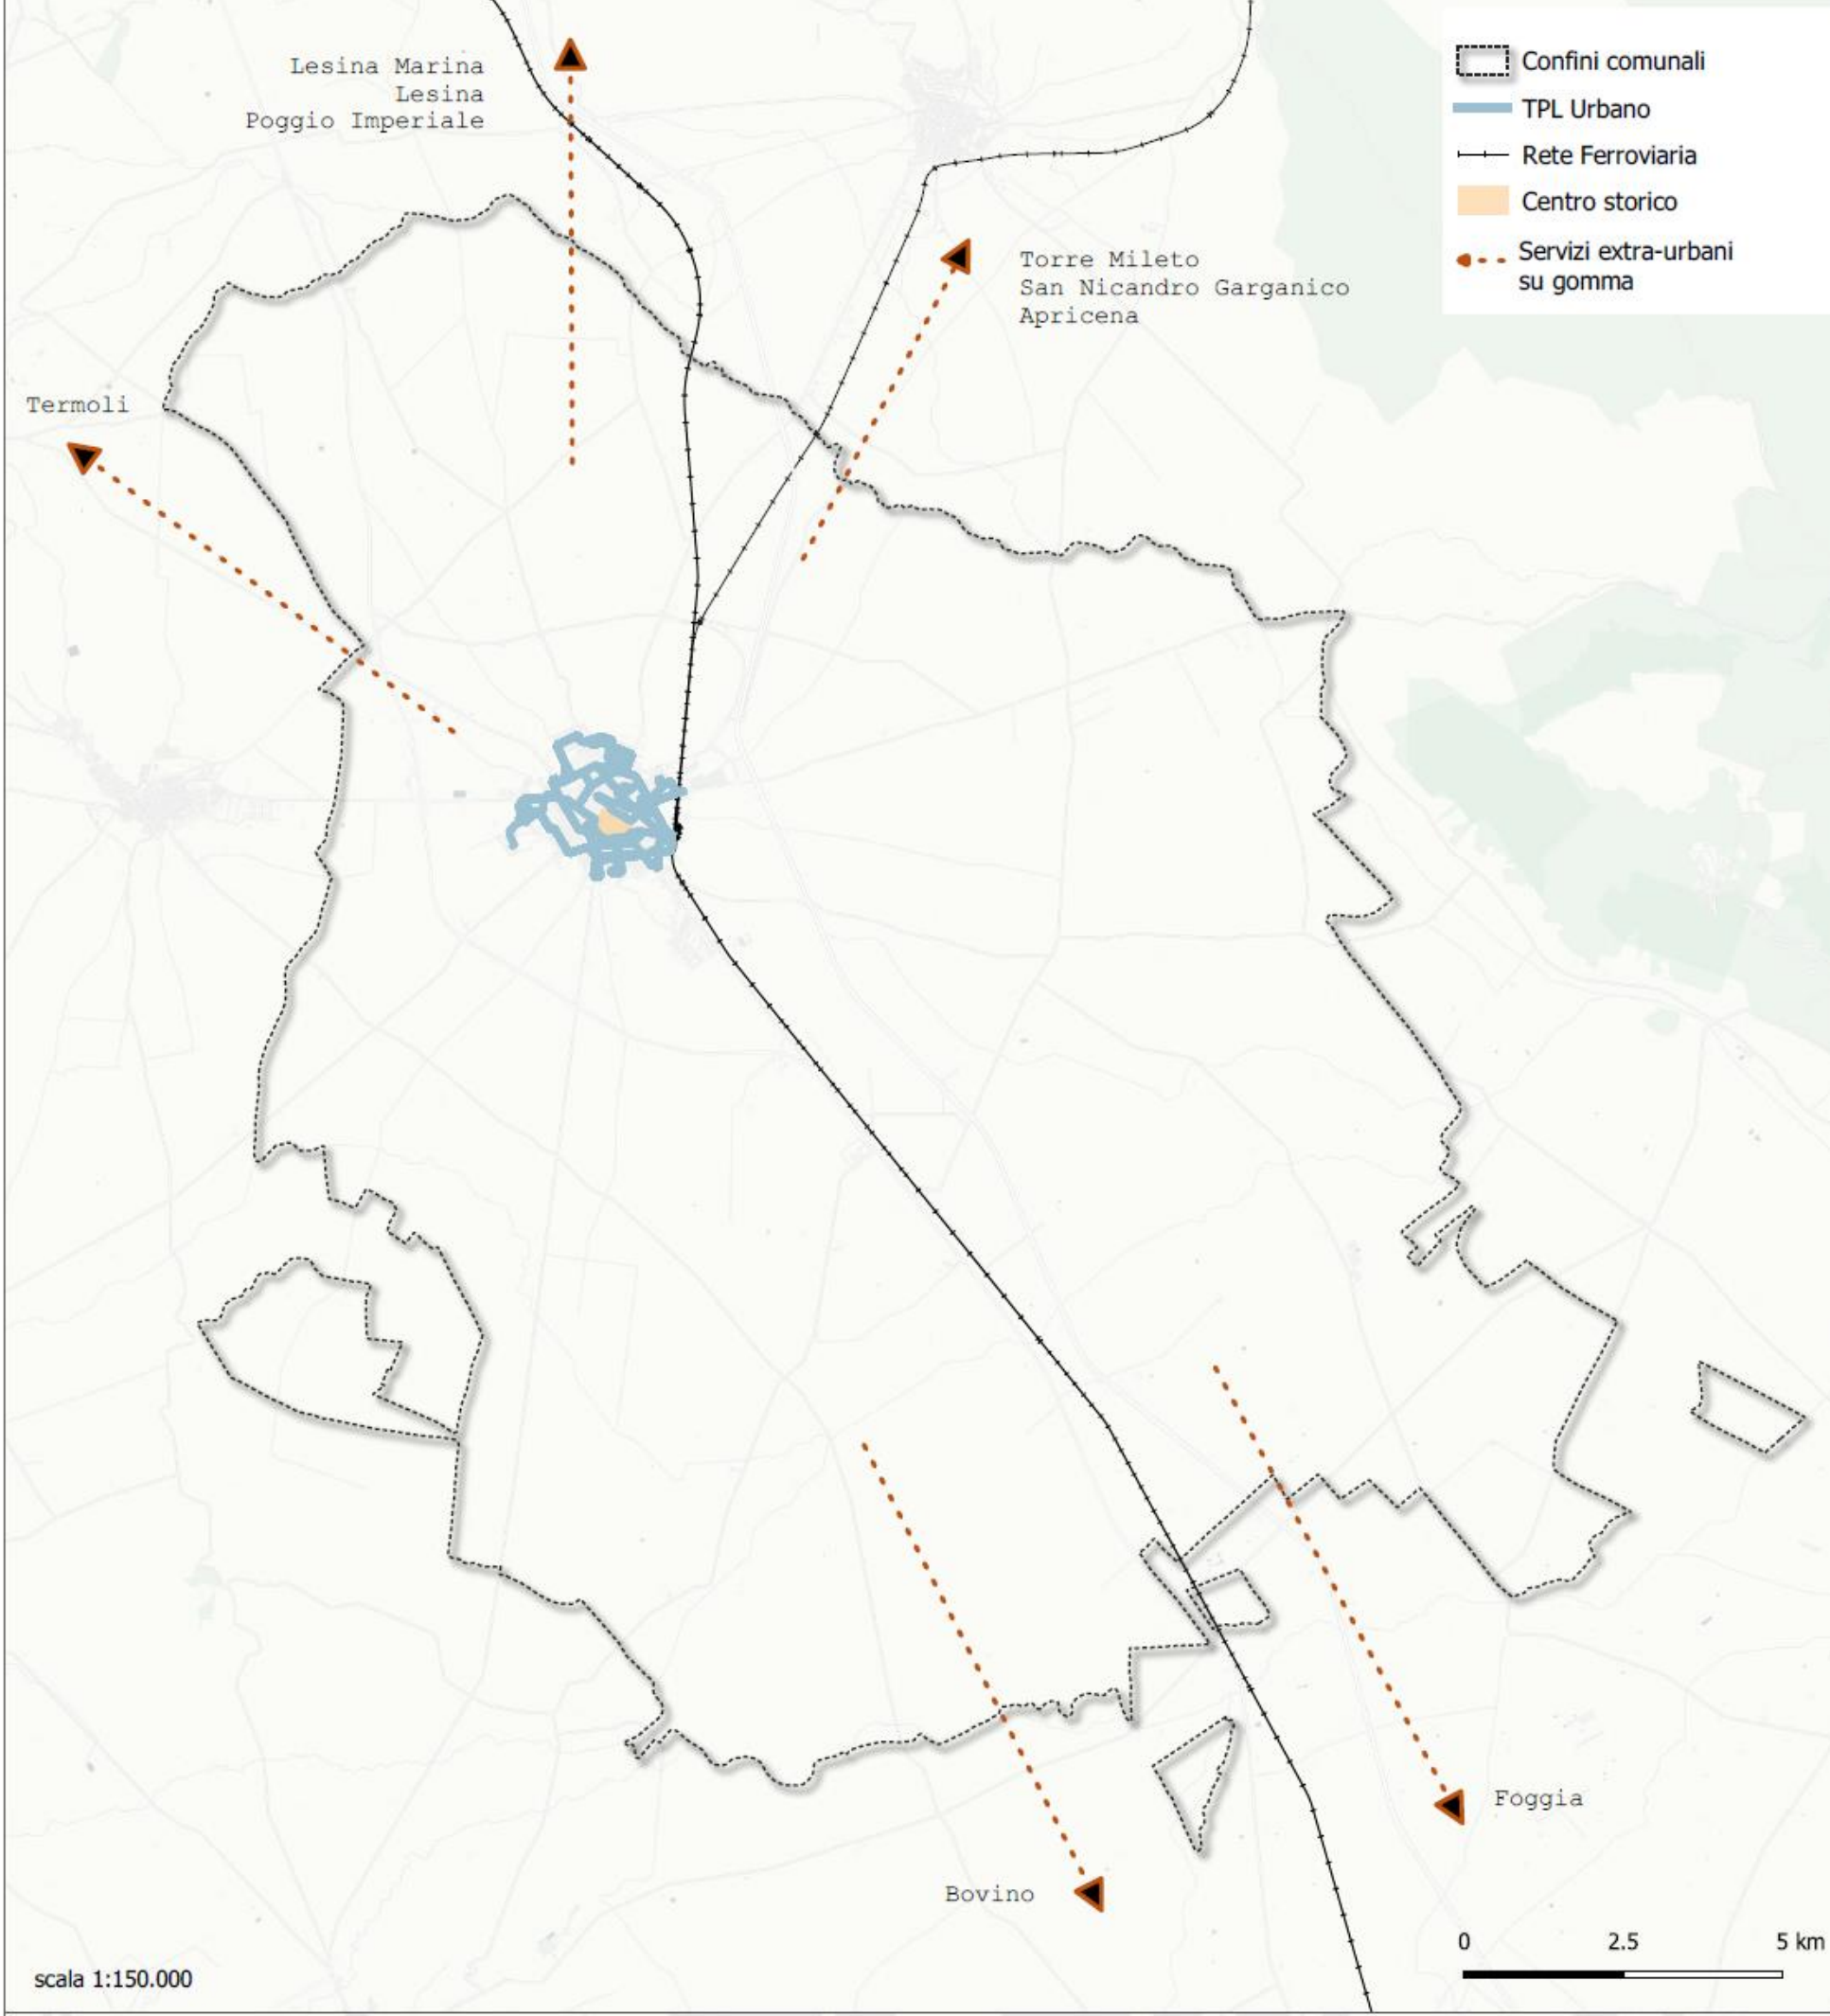 Lesina Marina
Lesina
Poggio Imperiale
Confini comunali
TPL Urbano
Rete Ferroviaria
Centro storico
Servizi extra-urbani
su gomma
Torre Mileto
San Nicandro Garganico
Apricena
Termoli
Foggia
Bovino
0 2.5 5 km
scala 1:150.000